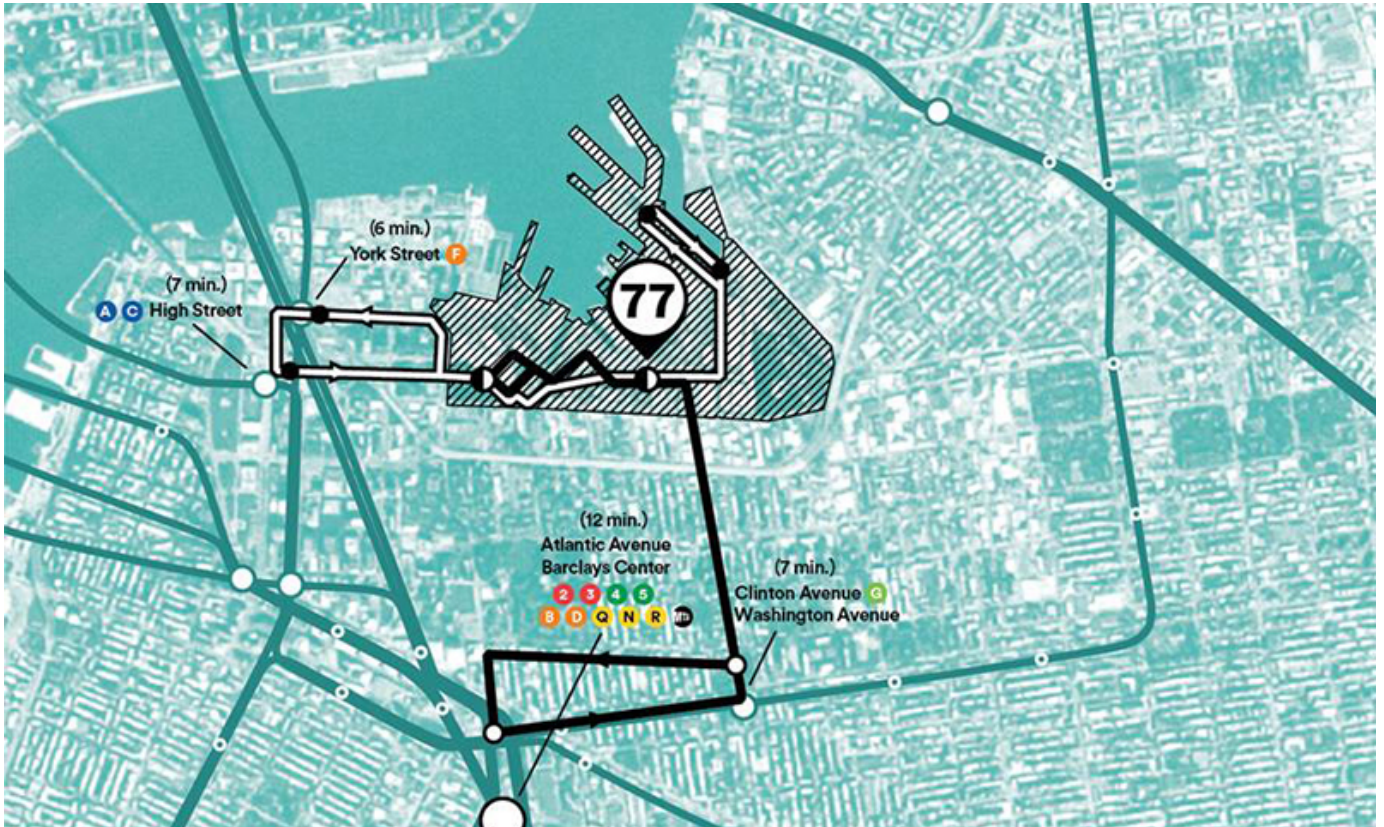 (6 min.)
York Street F
(7 min.)
A C High Street
77
(12 min.)
Atlantic Avenue
Barclays Center
2 3 4 5
B D Q N R
(7 min.)
Clinton Avenue G
Washington Avenue